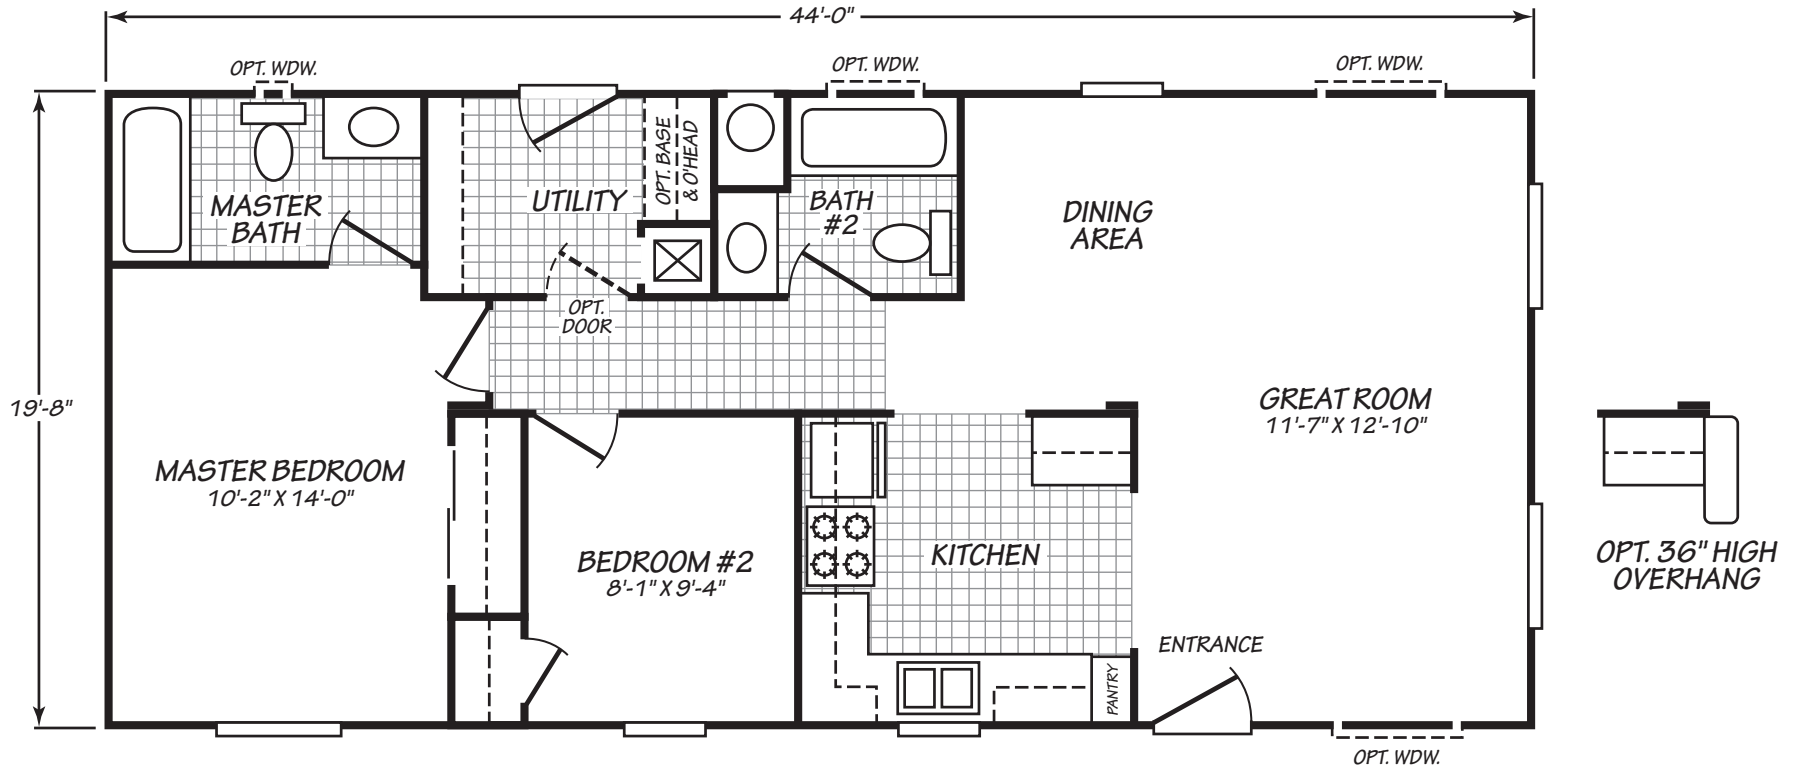 44'-0"
OPT. WDW.
OPT. WDW.
OPT. WDW.
OPT. BASE
& O'HEAD
UTILITY
MASTER
BATH
BATH
#2
DINING
AREA
OPT.
DOOR
19'-8"
GREAT ROOM
11'-7" X 12'-10"
MASTER BEDROOM
10'-2" X 14'-0"
BEDROOM #2
8'-1" X 9'-4"
KITCHEN
OPT. 36" HIGH
OVERHANG
ENTRANCE
PANTRY
OPT. WDW.